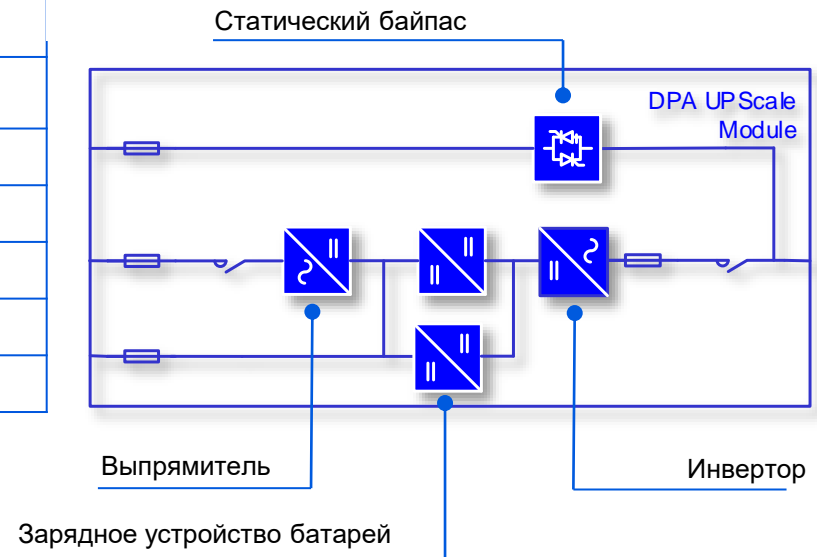 Статический байпас
DPA UPScale
Module
Выпрямитель
Инвертор
Зарядное устройство батарей